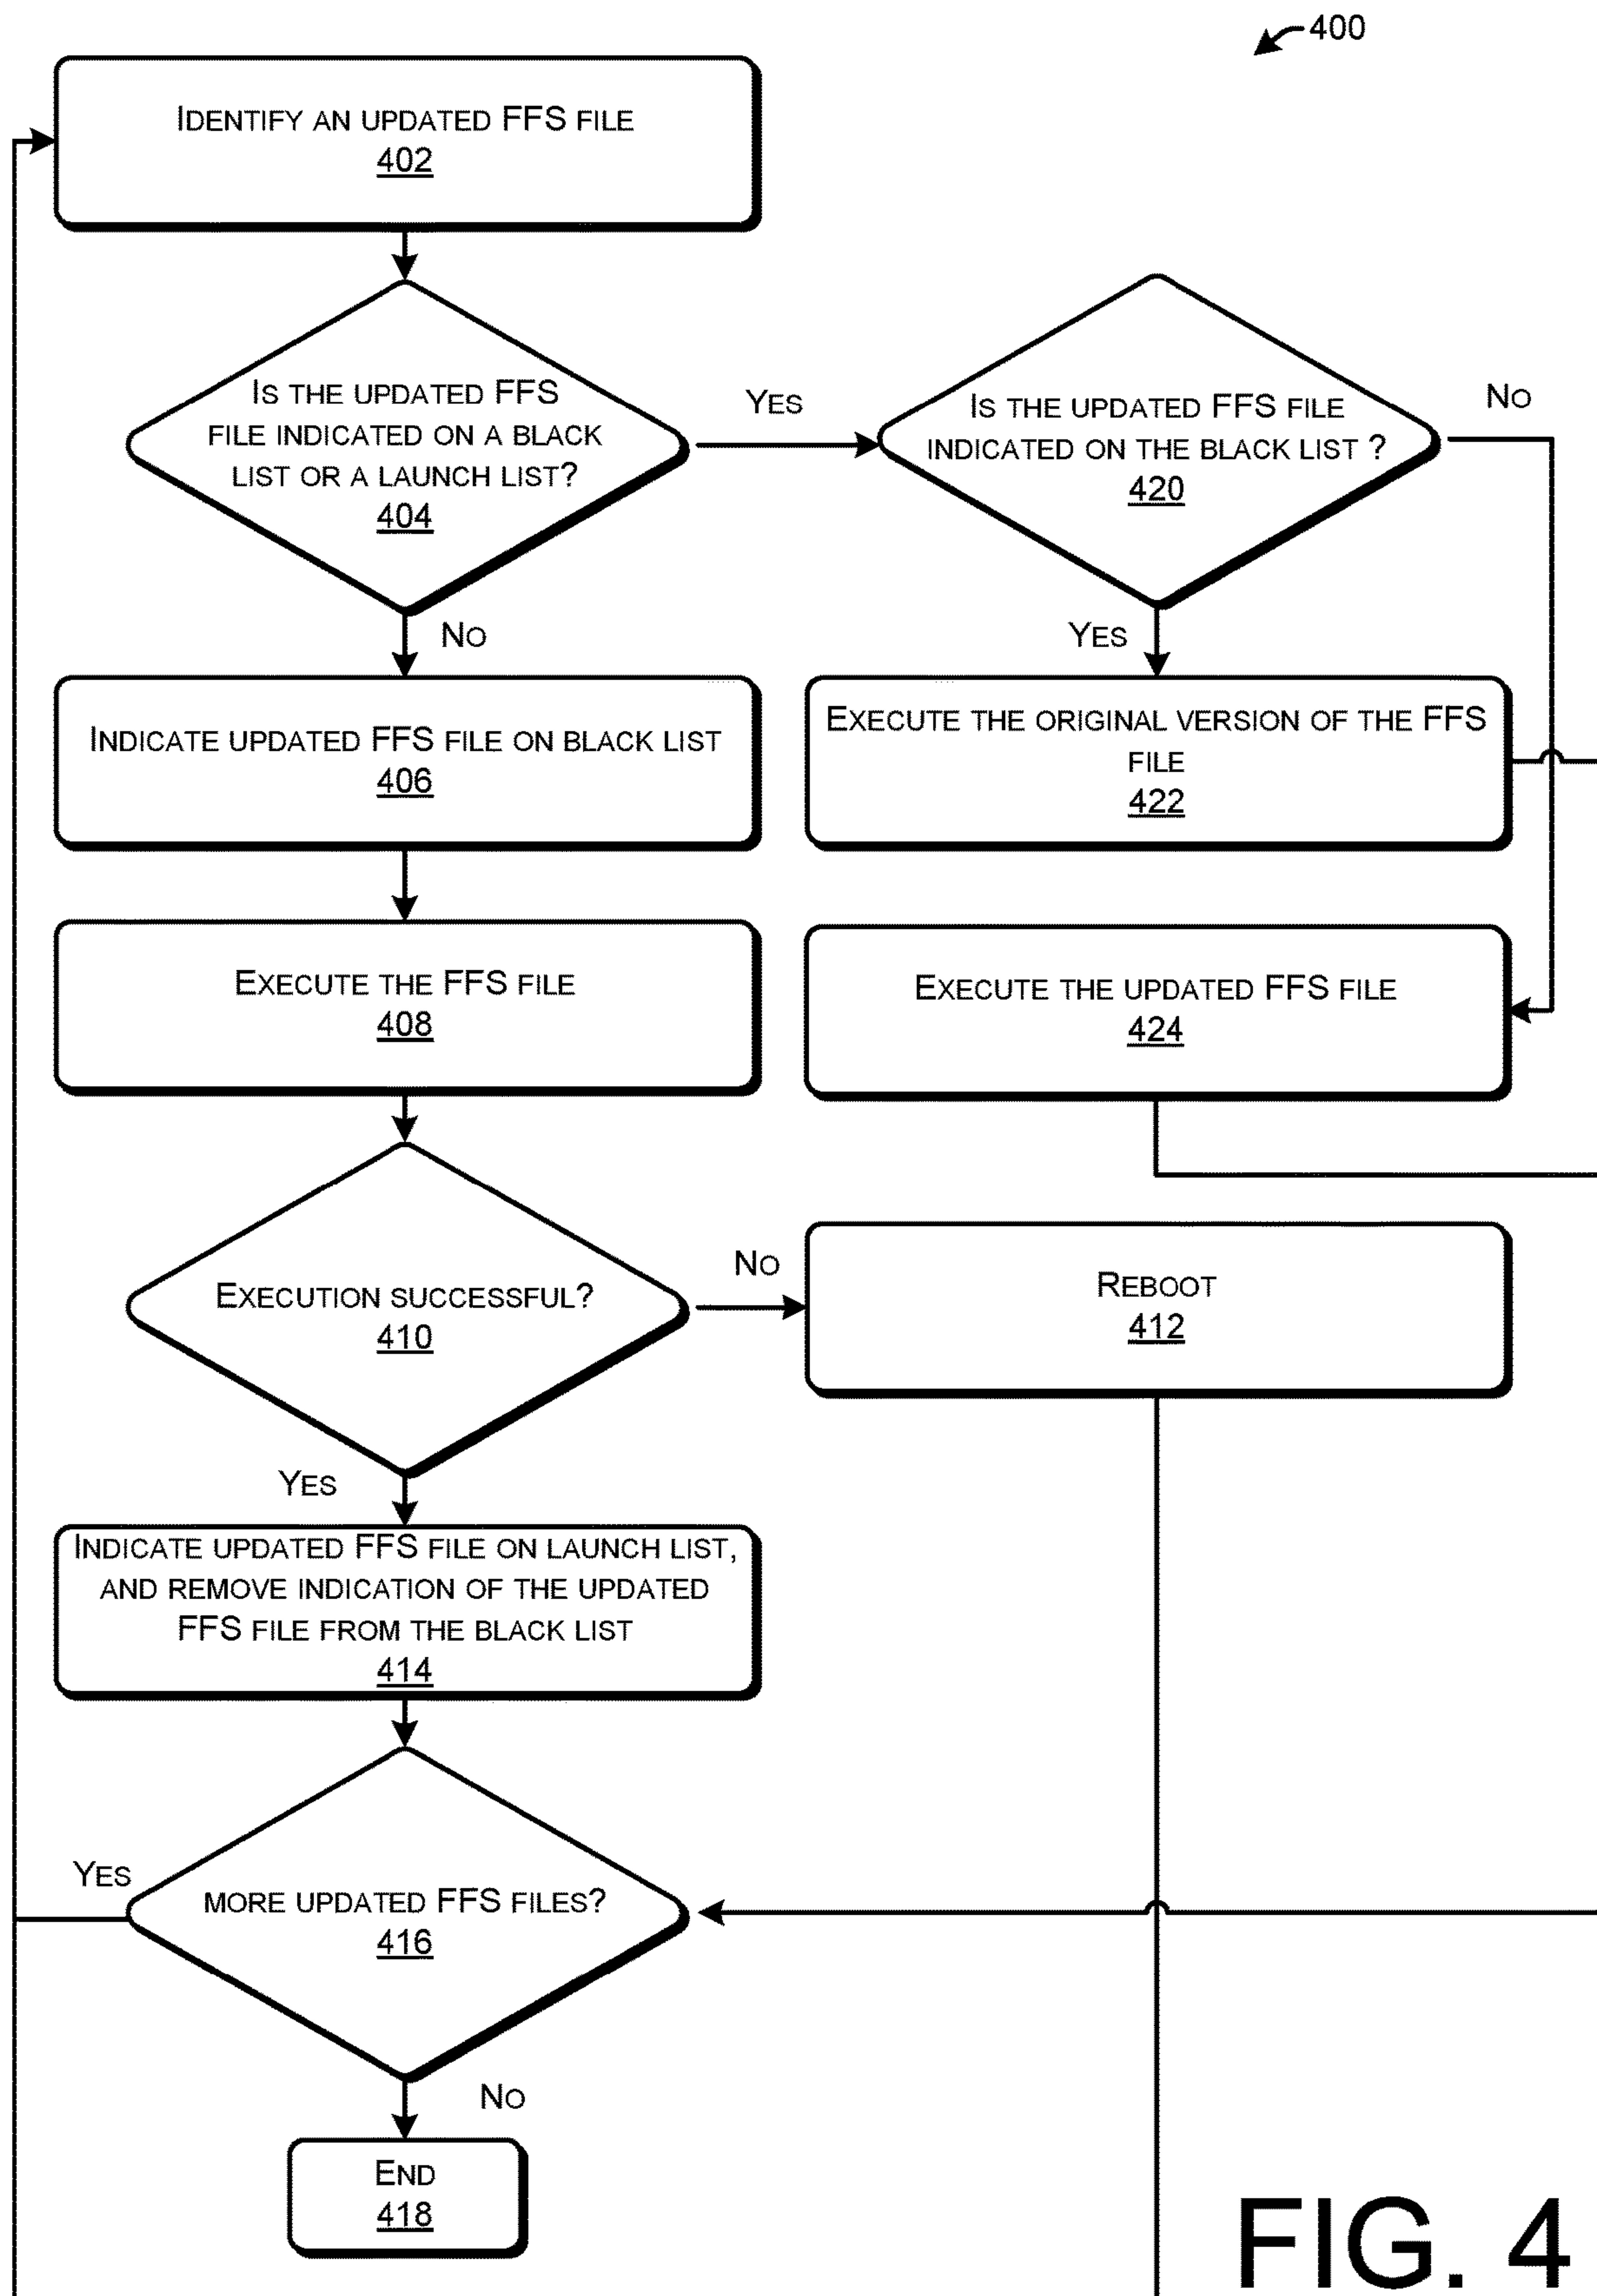 400
Identify an updated FFS file
402
Is the updated FFS
file indicated on a black
list or a launch list?
404
Yes
Is the updated FFS file
indicated on the black list ?
420
No
No
Yes
Indicate updated FFS file on black list
406
Execute the original version of the FFS
file
422
Execute the FFS file
408
Execute the updated FFS file
424
Execution successful?
410
No
Reboot
412
Yes
Indicate updated FFS file on launch list,
and remove indication of the updated
FFS file from the black list
414
Yes
more updated FFS files?
416
No
End
418
FIG. 4